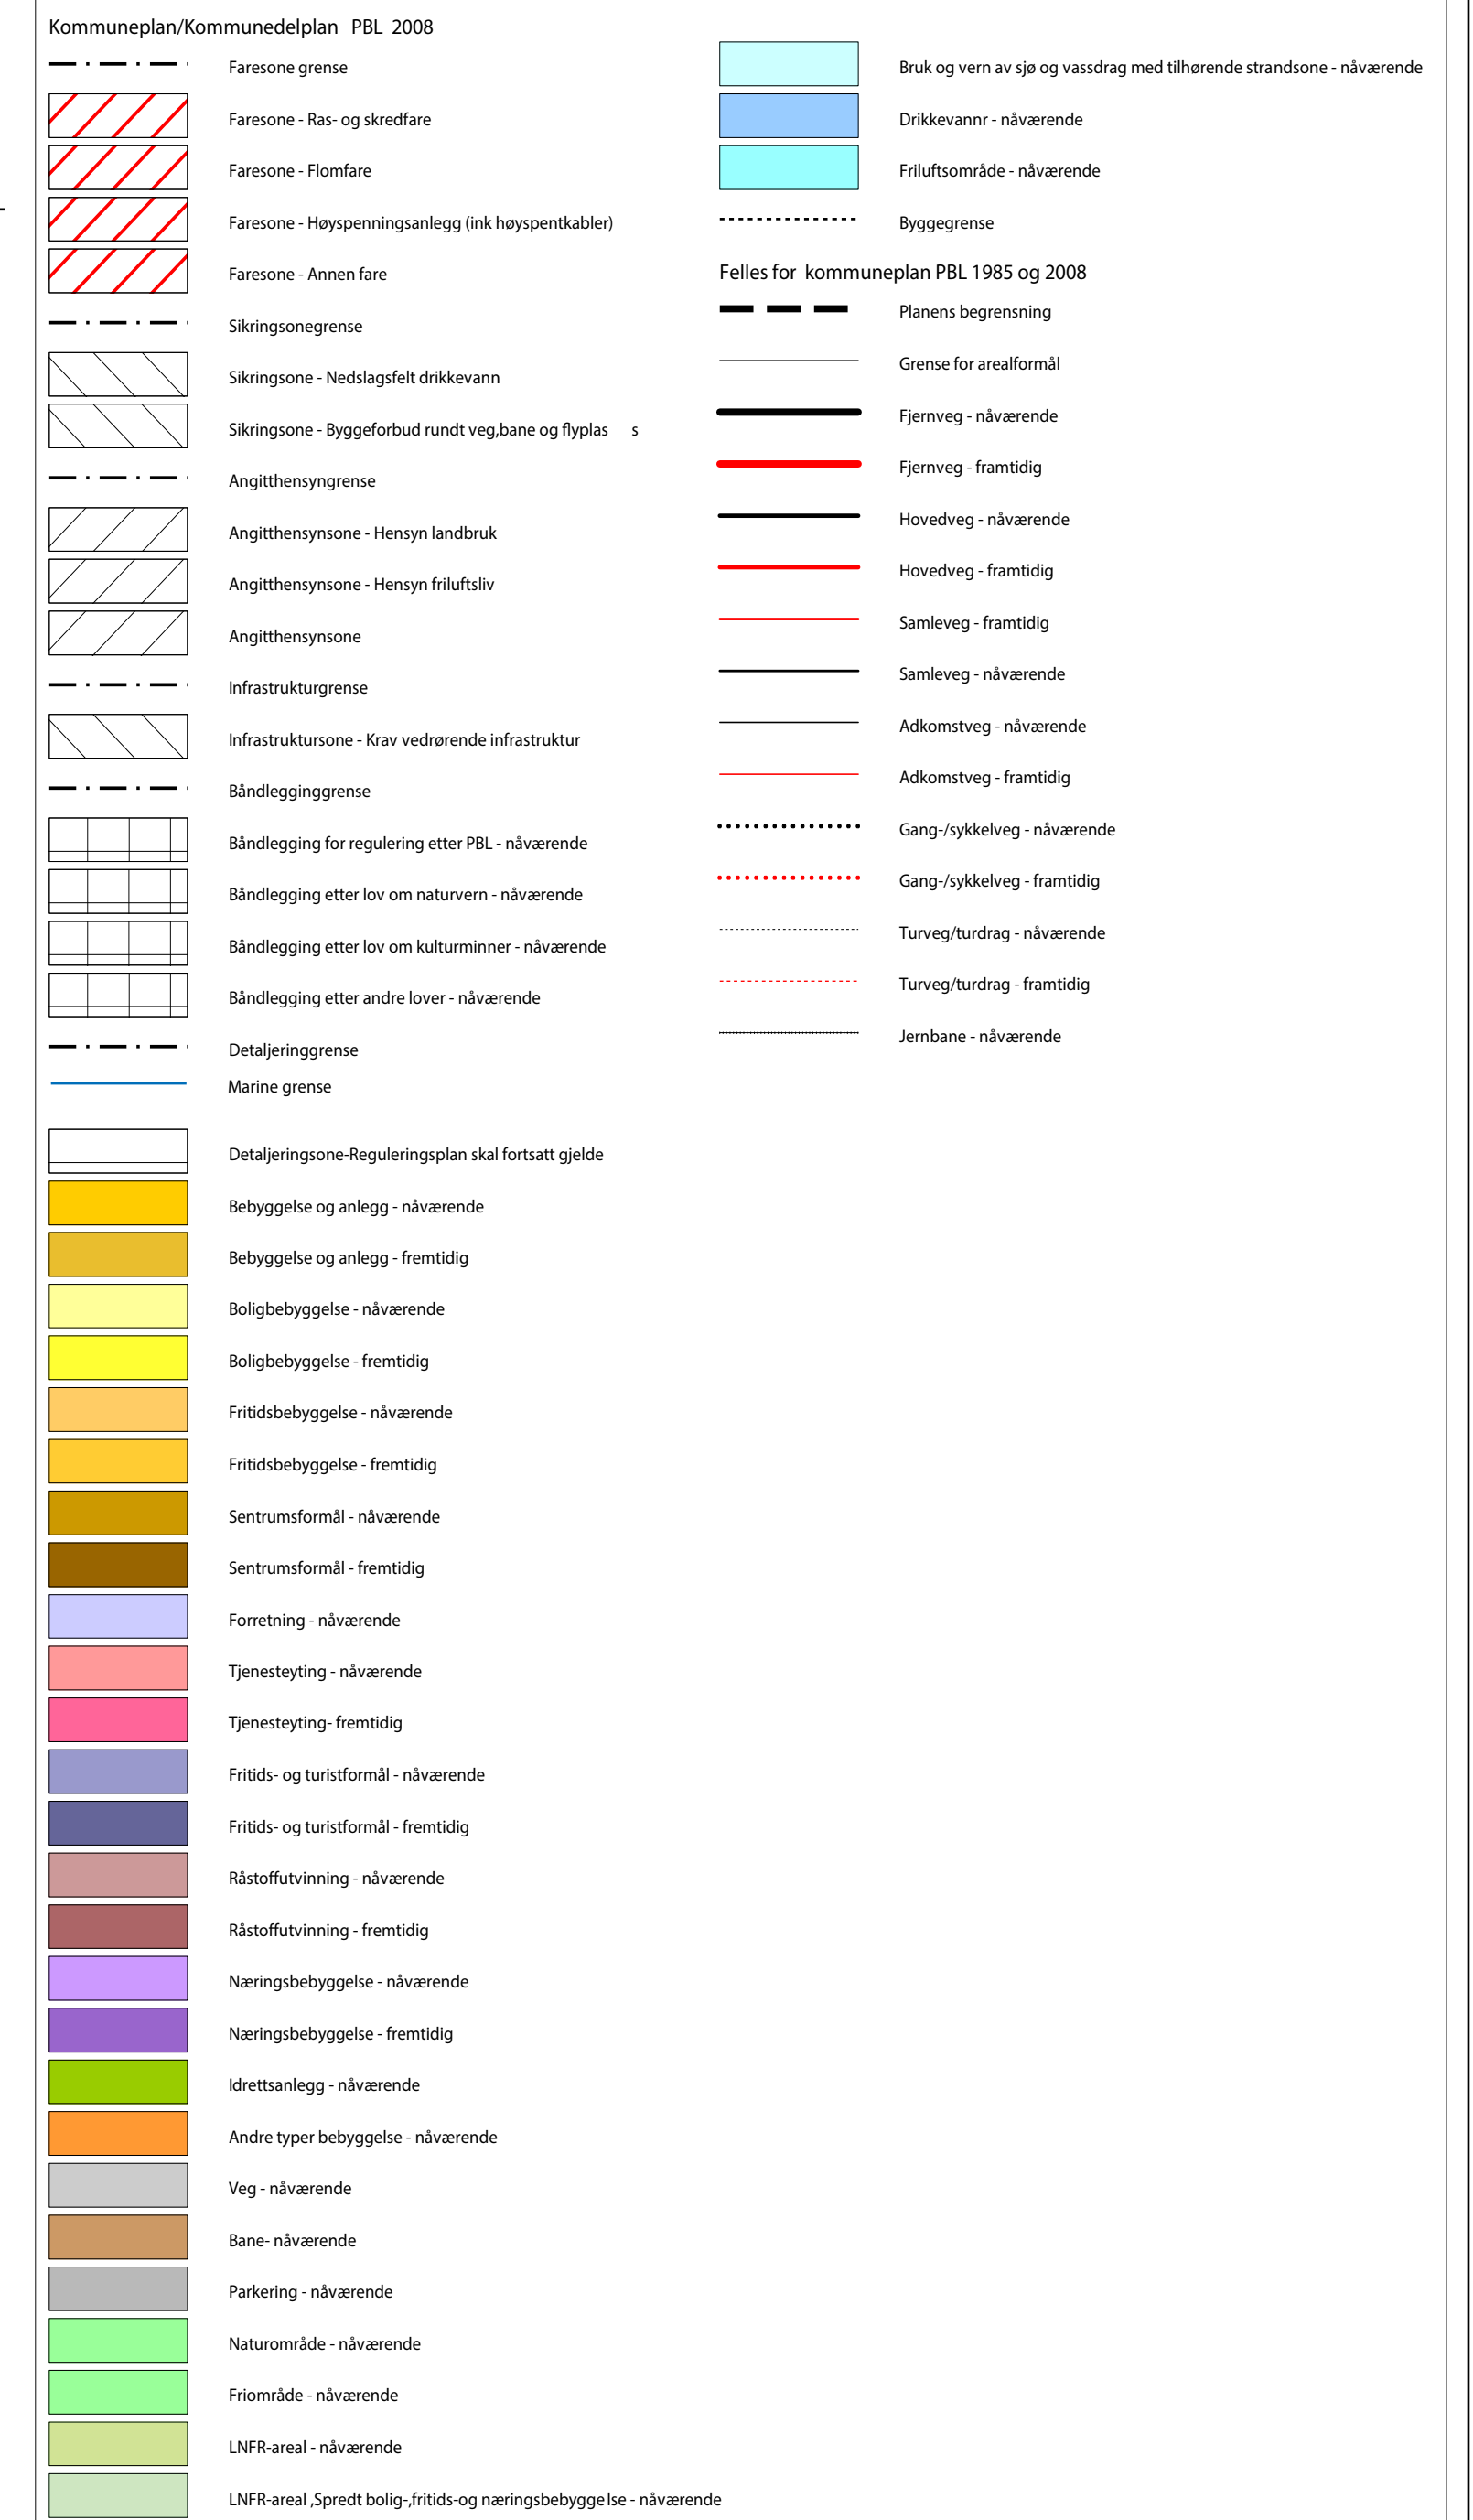 Kommuneplan/Kommunedelplan PBL 2008
Faresone grense
Faresone - Ras- og skredfare
Faresone - Flomfare
Faresone - Høyspenningsanlegg (ink høyspentkabler)
Faresone - Annen fare
Sikringsonegrense
Sikringsone - Nedslagsfelt drikkevann
Sikringsone - Byggeforbud rundt veg,bane og flyplas s
Angitthensyngrense
Angitthensynsone - Hensyn landbruk
Angitthensynsone - Hensyn friluftsliv
Angitthensynsone
Infrastrukturgrense
Infrastruktursone - Krav vedrørende infrastruktur
Båndlegginggrense
Båndlegging for regulering etter PBL - nåværende
Båndlegging etter lov om naturvern - nåværende
Båndlegging etter lov om kulturminner - nåværende
Båndlegging etter andre lover - nåværende
Detaljeringgrense
Marine grense
Detaljeringsone-Reguleringsplan skal fortsatt gjelde
Bebyggelse og anlegg - nåværende
Bebyggelse og anlegg - fremtidig
Boligbebyggelse - nåværende
Boligbebyggelse - fremtidig
Fritidsbebyggelse - nåværende
Fritidsbebyggelse - fremtidig
Sentrumsformål - nåværende
Sentrumsformål - fremtidig
Forretning - nåværende
Tjenesteyting - nåværende
Tjenesteyting- fremtidig
Fritids- og turistformål - nåværende
Fritids- og turistformål - fremtidig
Råstoffutvinning - nåværende
Råstoffutvinning - fremtidig
Næringsbebyggelse - nåværende
Næringsbebyggelse - fremtidig
Idrettsanlegg - nåværende
Andre typer bebyggelse - nåværende
Veg - nåværende
Bane- nåværende
Parkering - nåværende
Naturområde - nåværende
Friområde - nåværende
LNFR-areal - nåværende
LNFR-areal ,Spredt bolig-,fritids-og næringsbebyggelse - nåværende
Bruk og vern av sjø og vassdrag med tilhørende strandsone - nåværende
Drikkevannr - nåværende
Friluftsområde - nåværende
Byggegrense
Felles for kommuneplan PBL 1985 og 2008
Planens begrensning
Grense for arealformål
Fjernveg - nåværende
Fjernveg - framtidig
Hovedveg - nåværende
Hovedveg - framtidig
Samleveg - framtidig
Samleveg - nåværende
Adkomstveg - nåværende
Adkomstveg - framtidig
Gang-/sykkelveg - nåværende
Gang-/sykkelveg - framtidig
Turveg/turdrag - nåværende
Turveg/turdrag - framtidig
Jernbane - nåværende